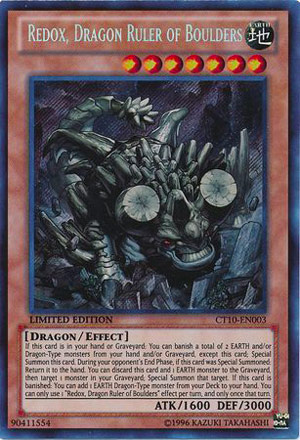 REDOX, DRAGON RULER OF BOULDERS
EARTH
地
LIMITED EDITION
CT10-EN003
[DRAGON/EFFECT]
If this card is in your hand or Graveyard: You can banish a total of 2 EARTH and/or
Dragon-Type monsters from your hand and/or Graveyard, except this card; Special
Summon this card. During your opponent's End Phase, if this card was Special Summoned:
Return it to the hand. You can discard this card and 1 EARTH monster to the Graveyard,
then target 1 monster in your Graveyard; Special Summon that target. If this card is
banished: You can add 1 EARTH Dragon-Type monster from your Deck to your hand. You
can only use 1 "Redox, Dragon Ruler of Boulders" effect per turn, and only once that turn.
ATK/1600 DEF/3000
90411554
©1996 KAZUKI TAKAHASHI